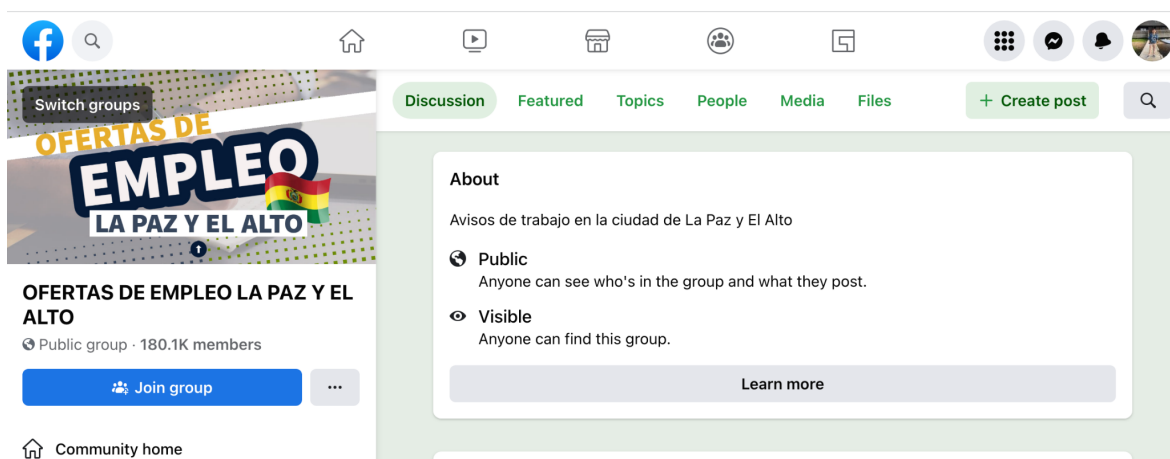 Switch groups
OFERTAS DE
EMPLEO
LA PAZ Y EL ALTO
OFERTAS DE EMPLEO LA PAZ Y EL
ALTO
Public group · 180.1K members
Join group
Community home
Discussion Featured Topics People Media Files + Create post
About
Avisos de trabajo en la ciudad de La Paz y El Alto
Public
Anyone can see who's in the group and what they post.
Visible
Anyone can find this group.
Learn more